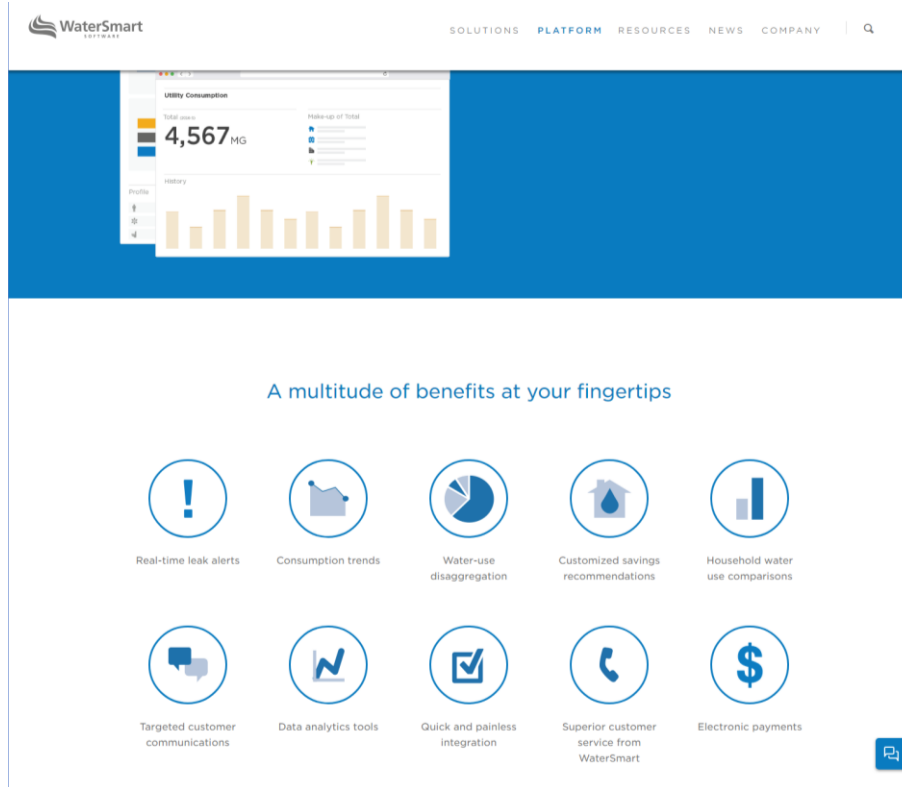 WaterSmart
SOFTWARE
SOLUTIONS PLATFORM RESOURCES NEWS COMPANY
Utility Consumption
Total
Make-up of Total
4,567 MG
History
Profile
A multitude of benefits at your fingertips
Real-time leak alerts
Consumption trends
Water-use
disaggregation
Customized savings
recommendations
Household water
use comparisons
Targeted customer
communications
Data analytics tools
Quick and painless
integration
Superior customer
service from
WaterSmart
Electronic payments